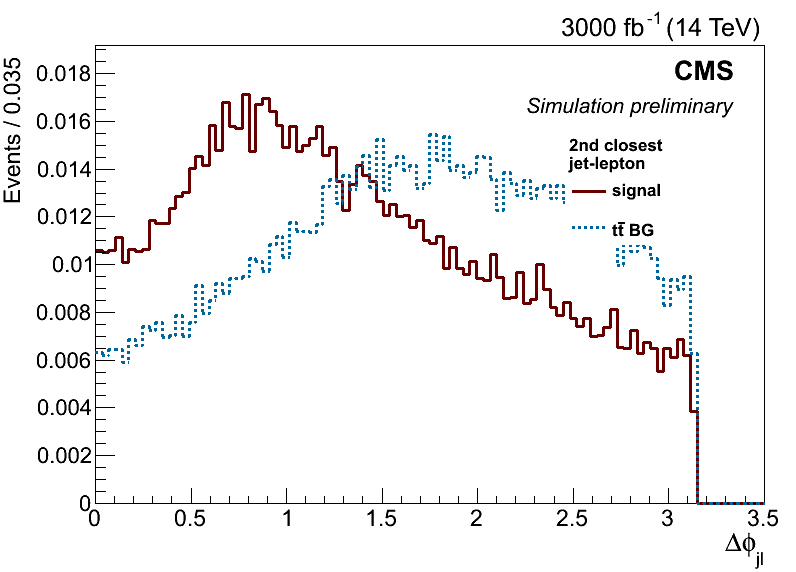 3000 fb⁻¹ (14 TeV)
CMS
Simulation preliminary
2nd closest
jet-lepton
signal
tt̄ BG
Events / 0.035
0.018
0.016
0.014
0.012
0.01
0.008
0.006
0.004
0.002
0
0 0.5 1 1.5 2 2.5 3 3.5
Δϕjl